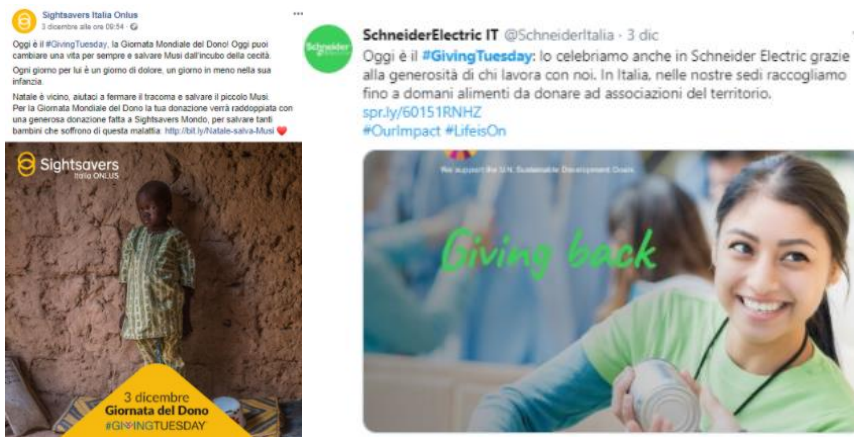 Sightsavers Italia Onlus
3 dicembre alle ore 09:54
Oggi è il #GivingTuesday, la Giornata Mondiale del Dono! Oggi puoi
cambiare una vita per sempre e salvare Musi dall'incubo della cecità.
Ogni giorno per lui è un giorno di dolore, un giorno in meno nella sua
infanzia.
Natale è vicino, aiutaci a fermare il tracoma e salvare il piccolo Musi.
Per la Giornata Mondiale del Dono la tua donazione verrà raddoppiata con
una generosa donazione fatta a Sightsavers Mondo, per salvare tanti
bambini che soffrono di questa malattia: http://bit.ly/Natale-salva-Musi
Sightsavers
Italia ONLUS
3 dicembre
Giornata del Dono
#GIVINGTUESDAY
Schneider
SchneiderElectric IT @SchneiderItalia · 3 dic
Oggi è il #GivingTuesday: lo celebriamo anche in Schneider Electric grazie
alla generosità di chi lavora con noi. In Italia, nelle nostre sedi raccogliamo
fino a domani alimenti da donare ad associazioni del territorio.
spr.ly/60151RNHZ
#OurImpact #LifeisOn
We support the U.N. Sustainable Development Goals
Giving back